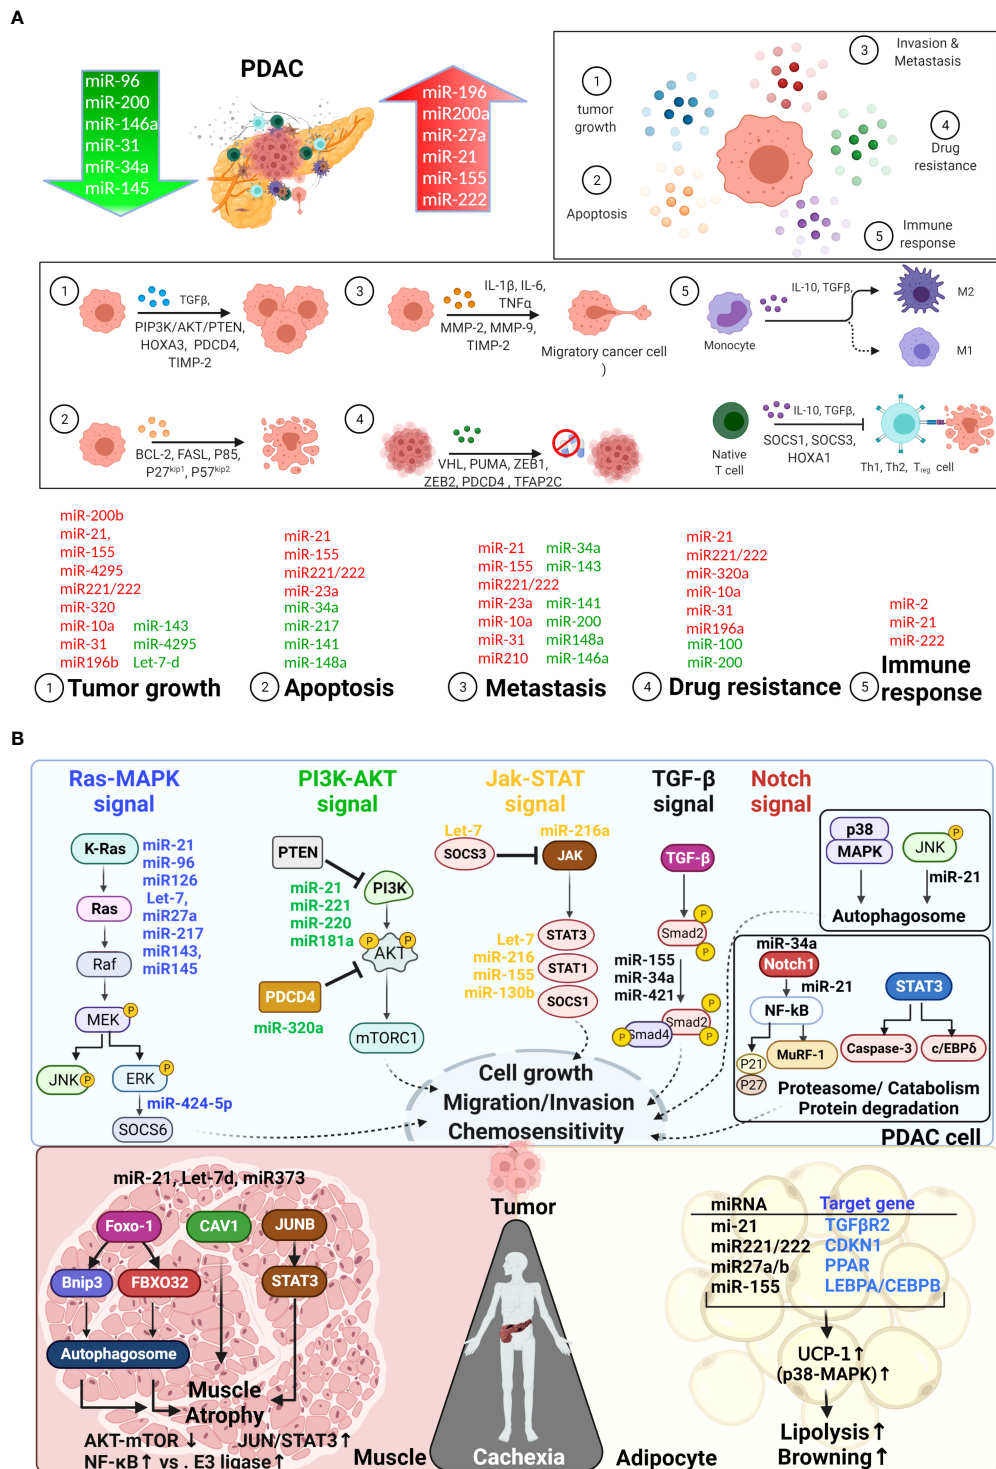 A
PDAC
miR-96
miR-200
miR-146a
miR-31
miR-34a
miR-145
miR-196
miR200a
miR-27a
miR-21
miR-155
miR-222
1
tumor
growth
2
Apoptosis
3
Invasion &
Metastasis
4
Drug
resistance
5
Immune
response
1
TGFβ,
PIP3K/AKT/PTEN,
HOXA3, PDCD4,
TIMP-2
3
IL-1β, IL-6,
TNFα
MMP-2, MMP-9,
TIMP-2
Migratory cancer cell
)
5
Monocyte
IL-10, TGFβ,
M2
M1
2
BCL-2, FASL, P85,
P27kip1, P57kip2
4
VHL, PUMA, ZEB1,
ZEB2, PDCD4 , TFAP2C
Native
T cell
IL-10, TGFβ,
SOCS1, SOCS3,
HOXA1
Th1, Th2, Treg cell
miR-200b
miR-21,
miR-155
miR-4295
miR221/222
miR-320
miR-10a miR-143
miR-31 miR-4295
miR196b Let-7-d
1 Tumor growth
miR-21
miR-155
miR221/222
miR-23a
miR-34a
miR-217
miR-141
miR-148a
2 Apoptosis
miR-21 miR-34a
miR-155 miR-143
miR221/222
miR-23a miR-141
miR-10a miR-200
miR-31 miR148a
miR210 miR-146a
3 Metastasis
miR-21
miR221/222
miR-320a
miR-10a
miR-31
miR196a
miR-100
miR-200
4 Drug resistance
miR-2
miR-21
miR-222
5 Immune
response
B
Ras-MAPK
signal
K-Ras
Ras
Raf
MEK P
JNK P
ERK P
SOCS6
miR-21
miR-96
miR126
Let-7,
miR27a
miR-217
miR143,
miR145
miR-424-5p
PI3K-AKT
signal
PTEN
PI3K
miR-21
miR-221
miR-220
miR181a
P P
AKT
PDCD4
miR-320a
mTORC1
Jak-STAT
signal
Let-7
SOCS3
miR-216a
JAK
Let-7
miR-216
miR-155
miR-130b
STAT3
STAT1
SOCS1
TGF-β
signal
TGF-β
P
Smad2
P
miR-155
miR-34a
miR-421
P
Smad2
P Smad4
P
Notch
signal
p38
MAPK
JNK P
miR-21
Autophagosome
miR-34a
Notch1
miR-21
NF-kB
P21
P27
MuRF-1
STAT3
Caspase-3
c/EBPδ
Proteasome/ Catabolism
Protein degradation
PDAC cell
Cell growth
Migration/Invasion
Chemosensitivity
miR-21, Let-7d, miR373
Foxo-1
CAV1
JUNB
Bnip3
FBXO32
STAT3
Autophagosome
Muscle
Atrophy
AKT-mTOR ↓ JUN/STAT3↑
NF-κB↑ vs . E3 ligase↑
Muscle
Tumor
Cachexia
miRNA Target gene
mi-21 TGFβR2
miR221/222 CDKN1
miR27a/b PPAR
miR-155 LEBPA/CEBPB
UCP-1↑
(p38-MAPK)↑
Lipolysis↑
Browning↑
Adipocyte